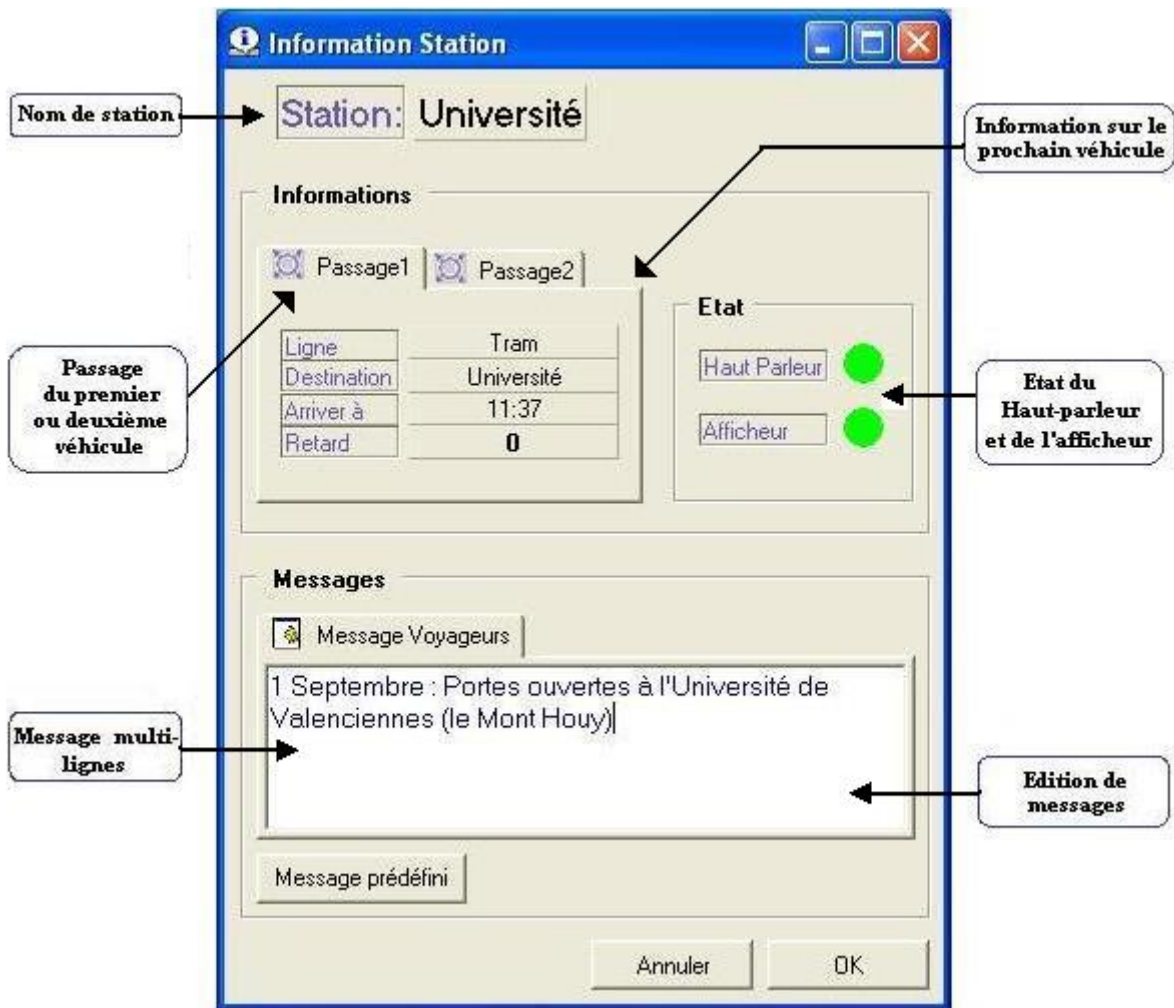 Information Station
Nom de station
Station: Université
Information sur le
prochain véhicule
Informations
Passage1 Passage2
Passage
du premier
ou deuxième
véhicule
Ligne Tram
Destination Université
Arriver à 11:37
Retard 0
Etat
Haut Parleur
Afficheur
Etat du
Haut-parleur
et de l'afficheur
Messages
Message Voyageurs
1 Septembre : Portes ouvertes à l'Université de
Valenciennes (le Mont Houy)
Message multi-
lignes
Edition de
messages
Message prédéfini
Annuler OK